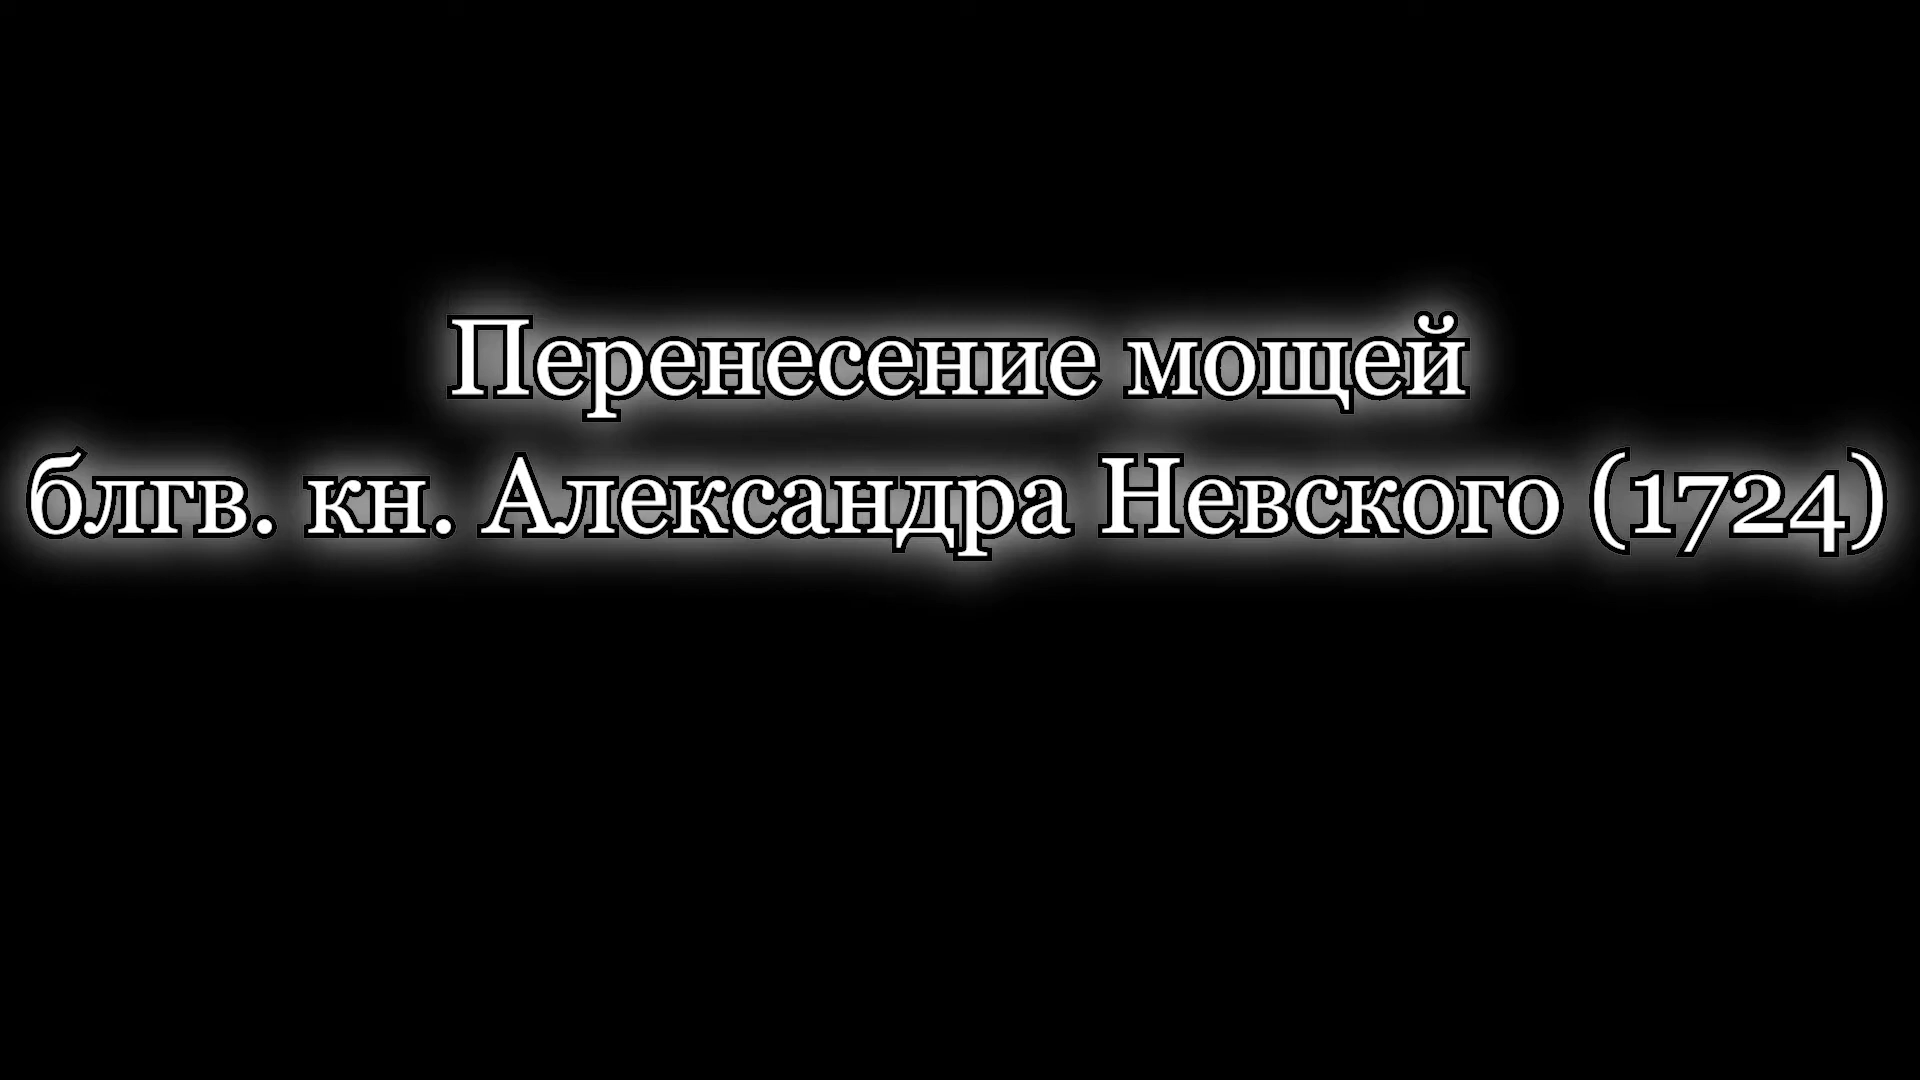 Перенесение мощей
блгв. кн. Александра Невского (1724)